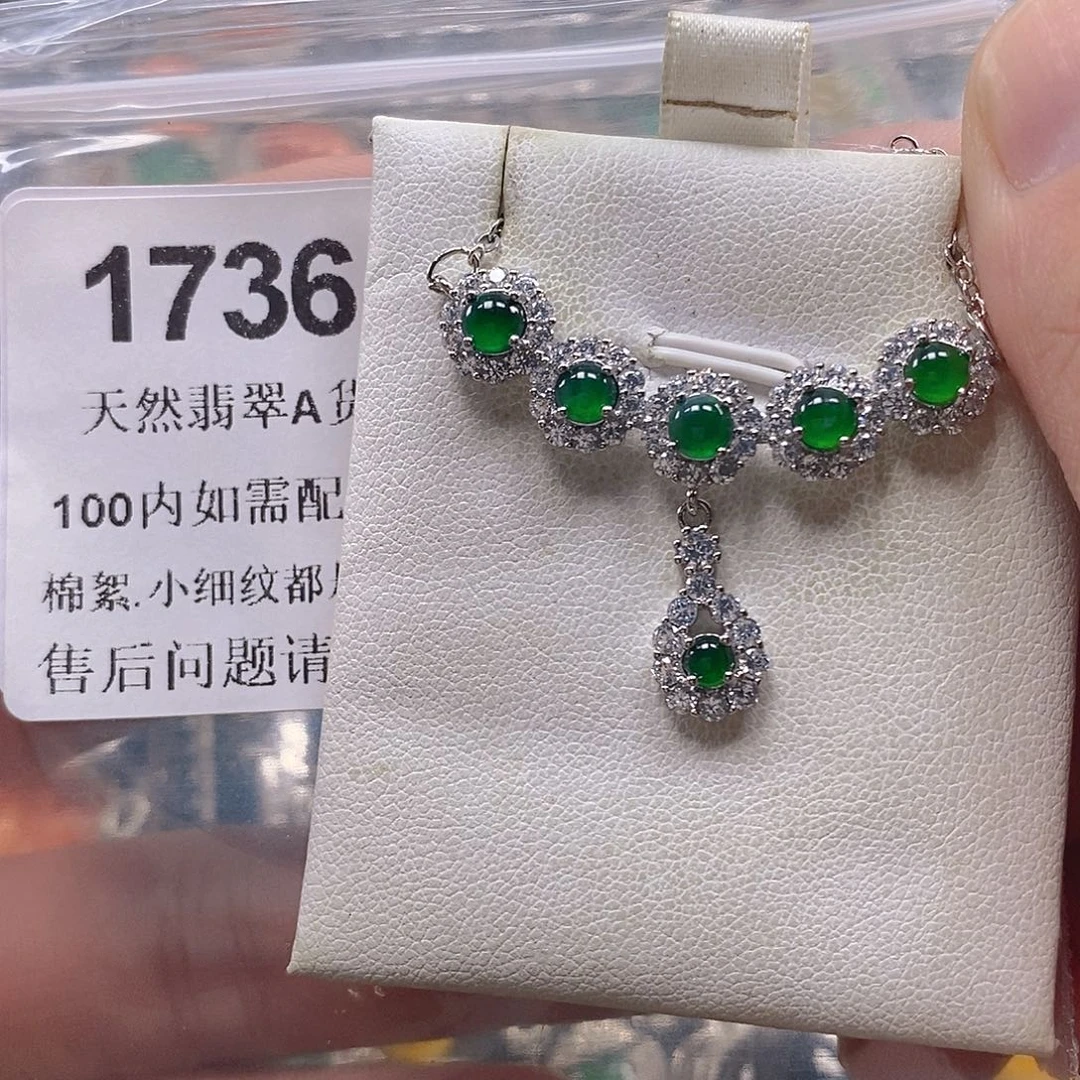 1736
天然翡翠A货
100内如需配
棉絮.小细纹都
售后问题请